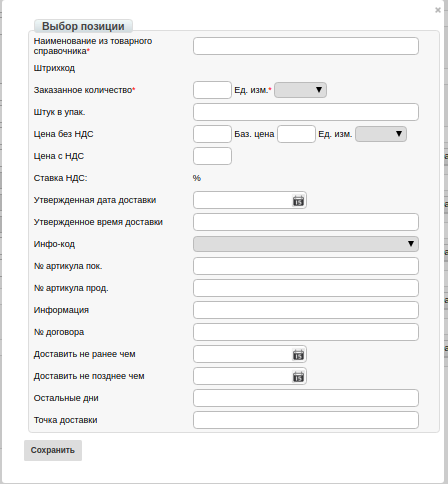 Выбор позиции
Наименование из товарного
справочника*
Штрихкод
Заказанное количество* Ед. изм.*
Штук в упак.
Цена без НДС Баз. цена Ед. изм.
Цена с НДС
Ставка НДС: %
Утвержденная дата доставки
Утвержденное время доставки
Инфо-код
№ артикула пок.
№ артикула прод.
Информация
№ договора
Доставить не ранее чем
Доставить не позднее чем
Остальные дни
Точка доставки
Сохранить